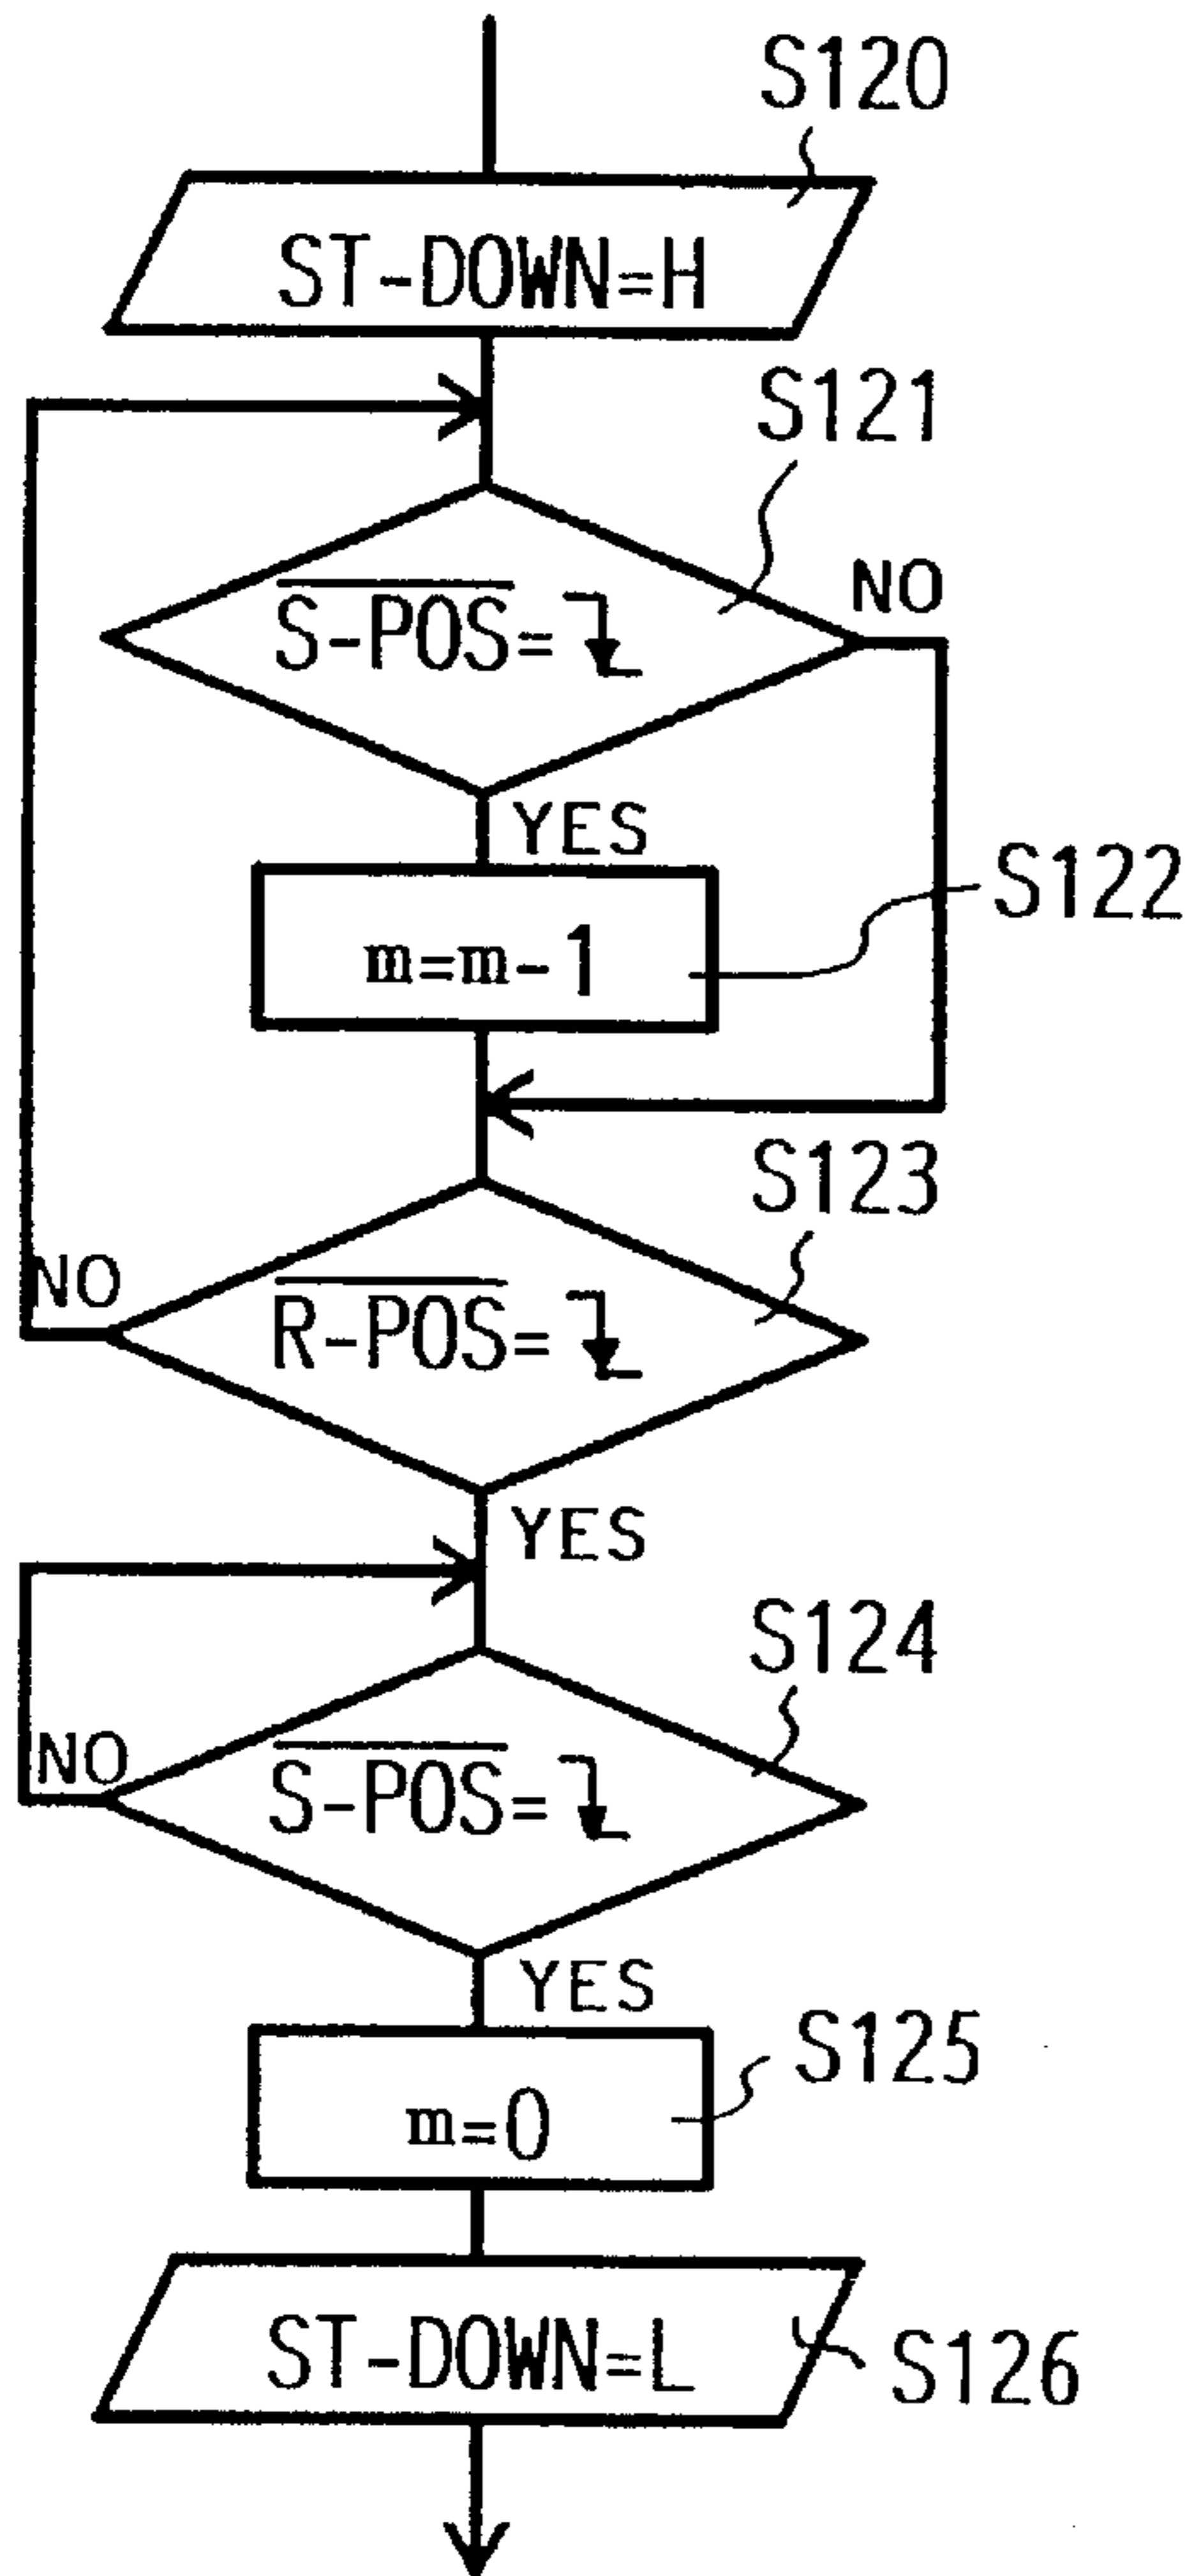 S120
ST-DOWN=H
S121
S-POS=
NO
YES
S122
m=m-1
S123
NO
R-POS=
YES
S124
NO
S-POS=
YES
S125
m=0
ST-DOWN=L
S126